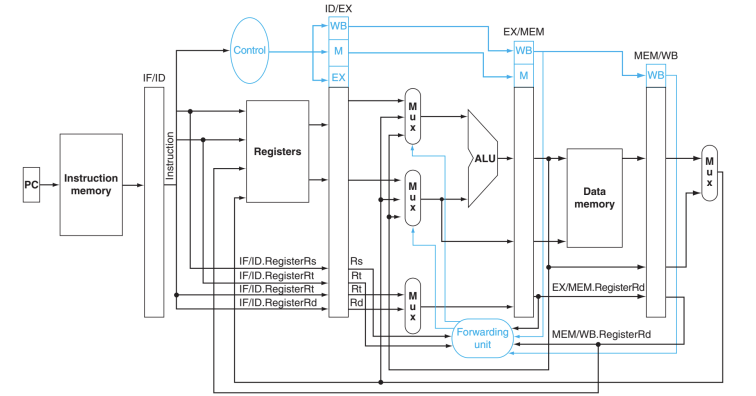 ID/EX
WB
EX/MEM
Control
M
WB
MEM/WB
IF/ID
EX
M
WB
Instruction
Registers
M
u
x
ALU
PC
Instruction
memory
M
u
x
Data
memory
M
u
x
IF/ID.RegisterRs
Rs
IF/ID.RegisterRt
Rt
IF/ID.RegisterRt
Rt
IF/ID.RegisterRd
Rd
M
u
x
EX/MEM.RegisterRd
Forwarding
unit
MEM/WB.RegisterRd